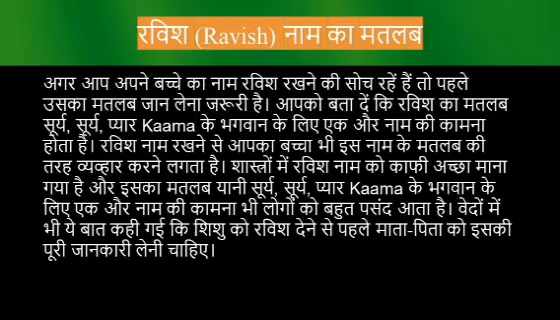 रविश (Ravish) नाम का मतलब
अगर आप अपने बच्चे का नाम रविश रखने की सोच रहें हैं तो पहले
उसका मतलब जान लेना जरूरी है। आपको बता दें कि रविश का मतलब
सूर्य, सूर्य, प्यार Kaama के भगवान के लिए एक और नाम की कामना
होता है। रविश नाम रखने से आपका बच्चा भी इस नाम के मतलब की
तरह व्यव्हार करने लगता है। शास्त्रों में रविश नाम को काफी अच्छा माना
गया है और इसका मतलब यानी सूर्य, सूर्य, प्यार Kaama के भगवान के
लिए एक और नाम की कामना भी लोगों को बहुत पसंद आता है। वेदों में
भी ये बात कही गई कि शिशु को रविश देने से पहले माता-पिता को इसकी
पूरी जानकारी लेनी चाहिए।